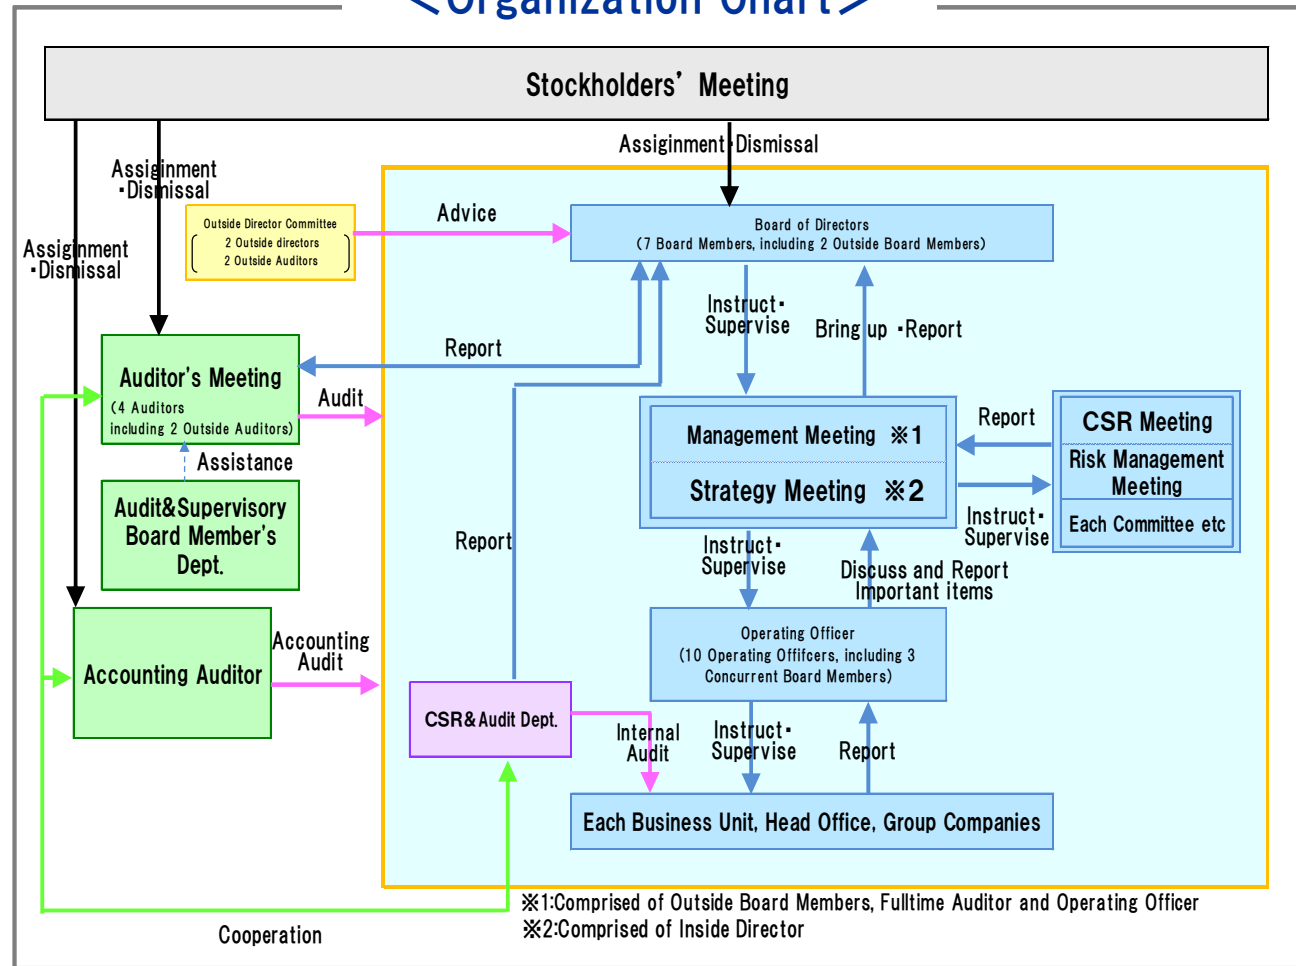 <Organization Chart>
Stockholders’ Meeting
Assiginment
・Dismissal
Assiginment・Dismissal
Assiginment
・Dismissal
Outside Director Committee
2 Outside directors
2 Outside Auditors
Advice
Board of Directors
(7 Board Members, including 2 Outside Board Members)
Instruct・
Supervise
Bring up ・Report
Report
Auditor's Meeting
(4 Auditors
including 2 Outside Auditors)
Audit
Assistance
Audit&Supervisory
Board Member's
Dept.
Management Meeting ※1
Strategy Meeting ※2
Report
CSR Meeting
Risk Management
Meeting
Each Committee etc
Instruct・
Supervise
Report
Instruct・
Supervise
Discuss and Report
Important items
Operating Officer
(10 Operating Offifcers, including 3
Concurrent Board Members)
Accounting Auditor
Accounting
Audit
CSR&Audit Dept.
Internal
Audit
Instruct・
Supervise
Report
Each Business Unit, Head Office, Group Companies
※1:Comprised of Outside Board Members, Fulltime Auditor and Operating Officer
※2:Comprised of Inside Director
Cooperation